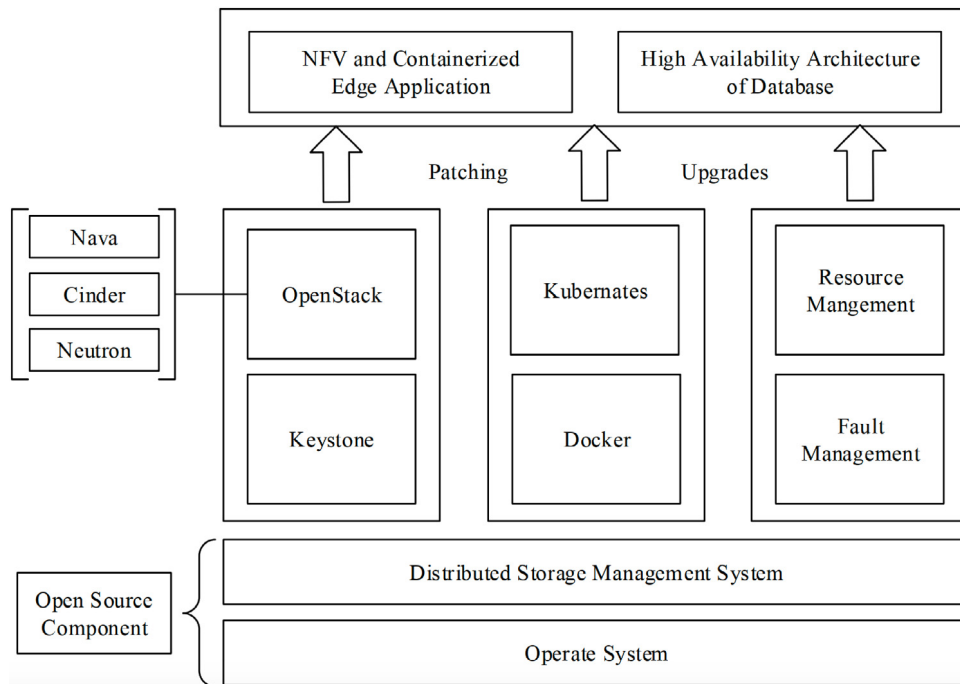 NFV and Containerized
Edge Application
High Availability Architecture
of Database
Patching
Upgrades
Nava
Cinder
Neutron
OpenStack
Keystone
Kubernates
Docker
Resource
Mangement
Fault
Management
Open Source
Component
Distributed Storage Management System
Operate System